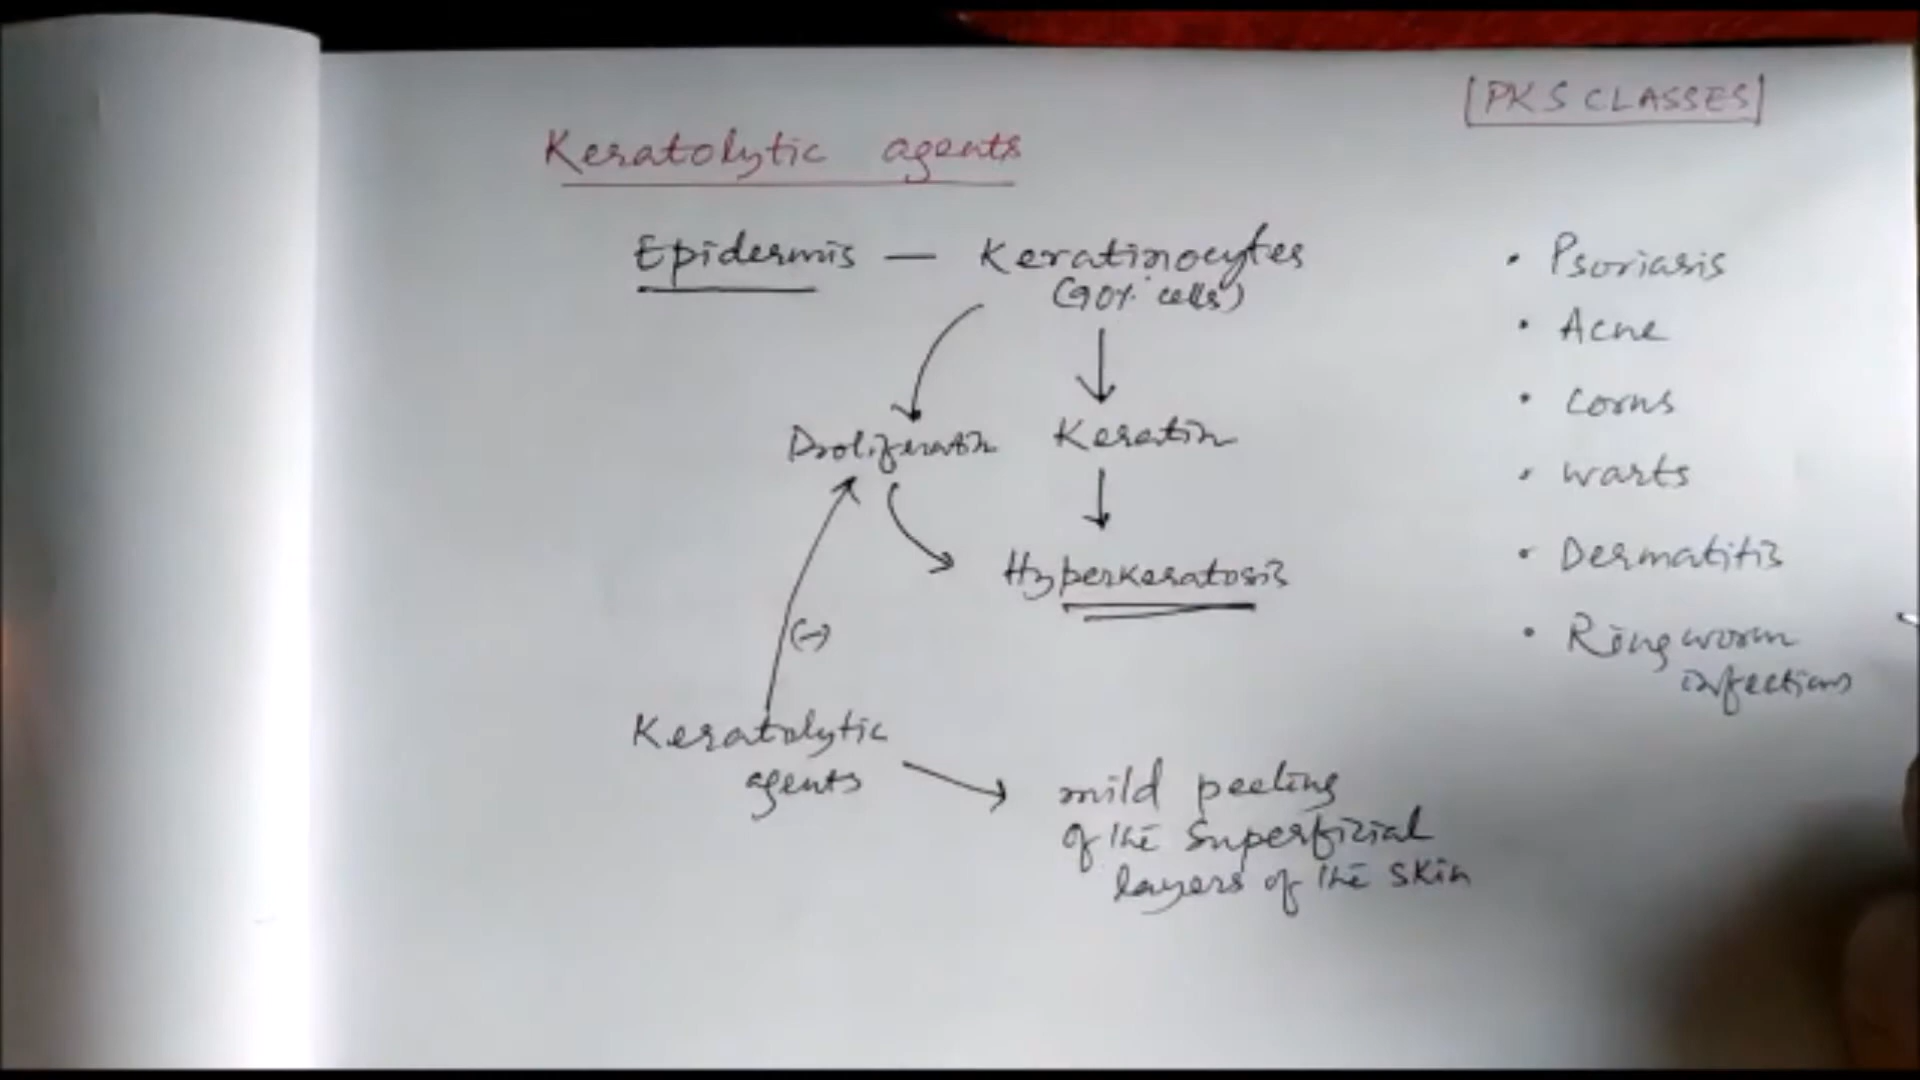 [PKS CLASSES]
Keratolytic agents
Epidermis — Keratinocytes
(90% cells)
Proliferatin Keratin
Hyperkeratosis
(-)
Keratolytic
agents
mild peeling
of the superficial
layers of the skin
• Psoriasis
• Acne
• corns
• warts
• Dermatitis
• Ringworm
infections